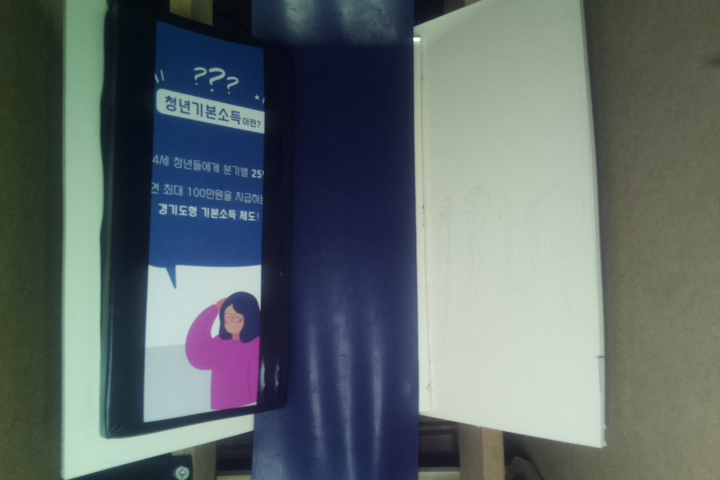 ???
청년기본소득이란?
4세 청년들에게 분기별 25
연 최대 100만원을 지급하는
경기도형 기본소득 제도!